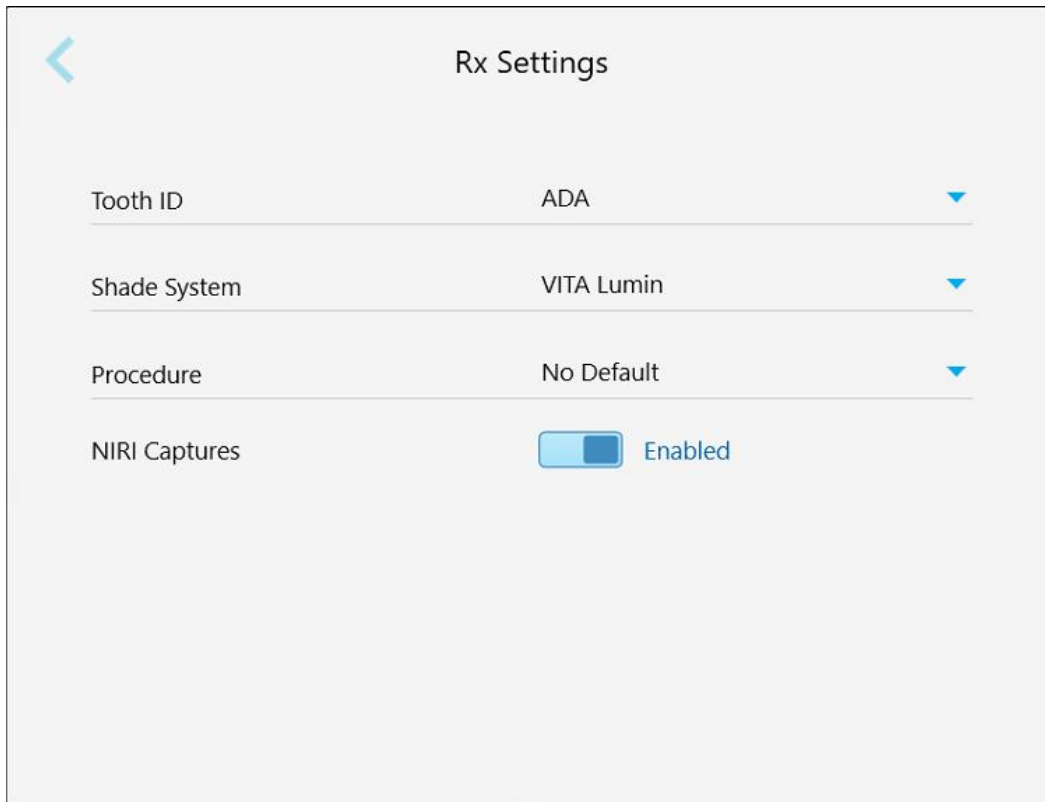 Rx Settings
Tooth ID ADA
Shade System VITA Lumin
Procedure No Default
NIRI Captures Enabled